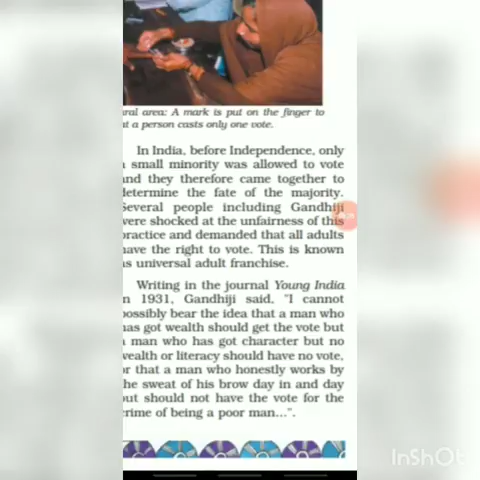 ral area: A mark is put on the finger to
at a person casts only one vote.
In India, before Independence, only
small minority was allowed to vote
and they therefore came together to
determine the fate of the majority.
Several people including Gandhiji
were shocked at the unfairness of this
practice and demanded that all adults
have the right to vote. This is known
as universal adult franchise.
Writing in the journal Young India
in 1931, Gandhiji said, "I cannot
possibly bear the idea that a man who
has got wealth should get the vote but
a man who has got character but no
wealth or literacy should have no vote,
or that a man who honestly works by
the sweat of his brow day in and day
out should not have the vote for the
crime of being a poor man...".
InShOt